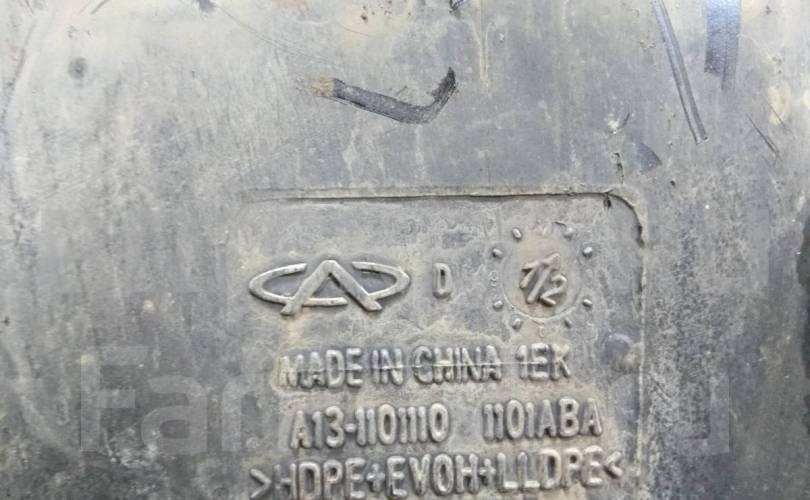 D 1/2
MADE IN CHINA 1EK
A13-1101110 1101ABA
>HDPE+EVOH+LLDPE<